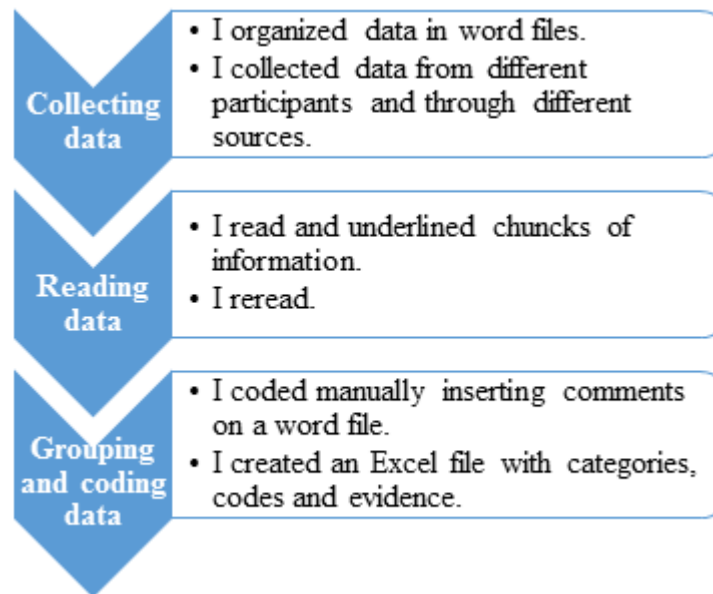 Collecting
data
• I organized data in word files.
• I collected data from different
participants and through different
sources.
Reading
data
• I read and underlined chuncks of
information.
• I reread.
Grouping
and coding
data
• I coded manually inserting comments
on a word file.
• I created an Excel file with categories,
codes and evidence.